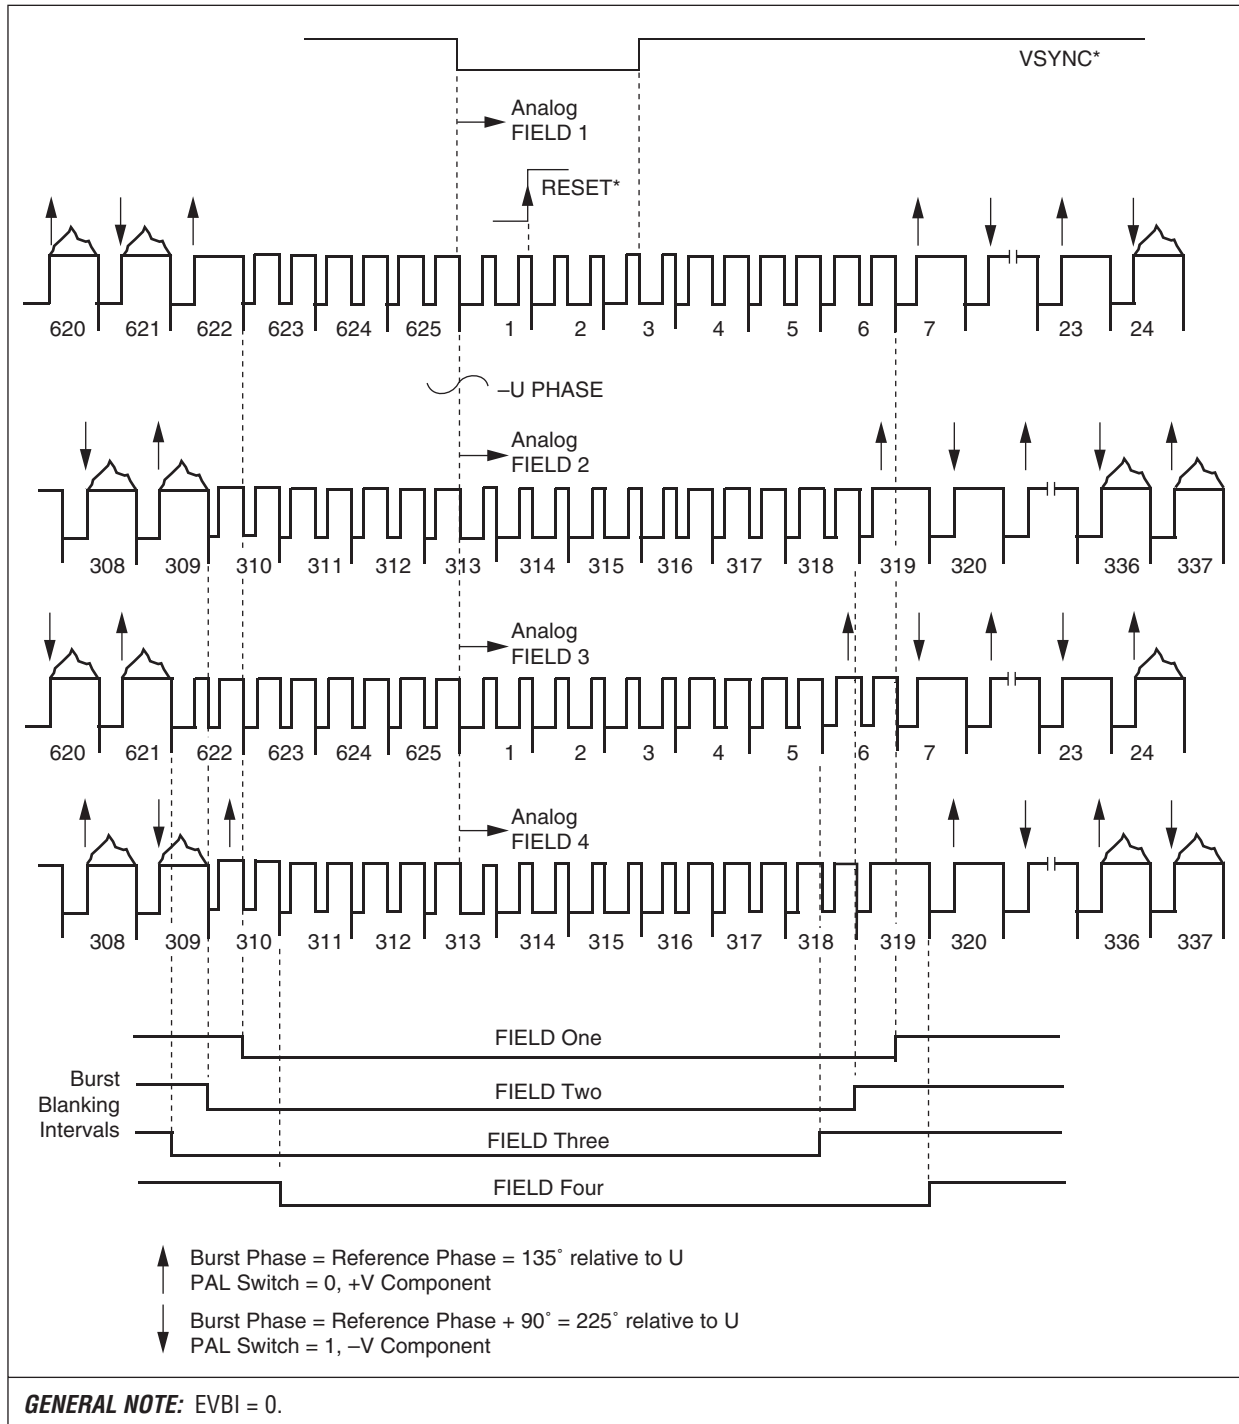 VSYNC*
Analog
FIELD 1
RESET*
620 621 622 623 624 625 1 2 3 4 5 6 7 23 24
–U PHASE
Analog
FIELD 2
308 309 310 311 312 313 314 315 316 317 318 319 320 336 337
Analog
FIELD 3
620 621 622 623 624 625 1 2 3 4 5 6 7 23 24
Analog
FIELD 4
308 309 310 311 312 313 314 315 316 317 318 319 320 336 337
FIELD One
Burst
Blanking
Intervals
FIELD Two
FIELD Three
FIELD Four
Burst Phase = Reference Phase = 135° relative to U
PAL Switch = 0, +V Component
Burst Phase = Reference Phase + 90° = 225° relative to U
PAL Switch = 1, –V Component
GENERAL NOTE: EVBI = 0.